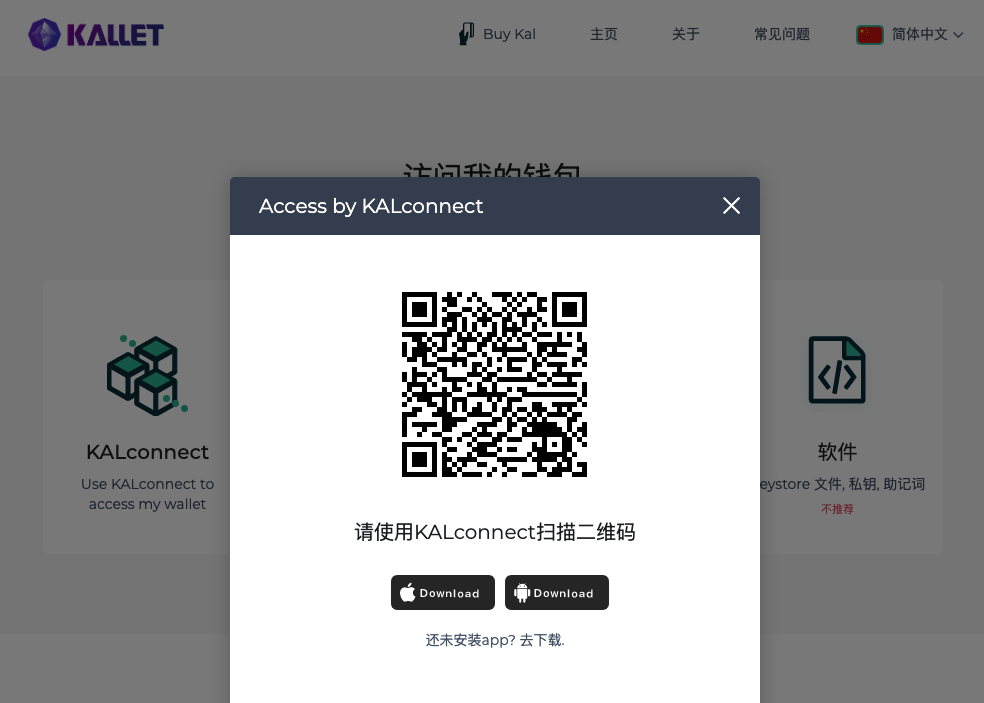 KALLET
Buy Kal
主页
关于
常见问题
简体中文
访问我的钱包
Access by KALconnect
KALconnect
Use KALconnect to
access my wallet
请使用KALconnect扫描二维码
Download
Download
还未安装app? 去下载.
软件
eystore 文件, 私钥, 助记词
不推荐